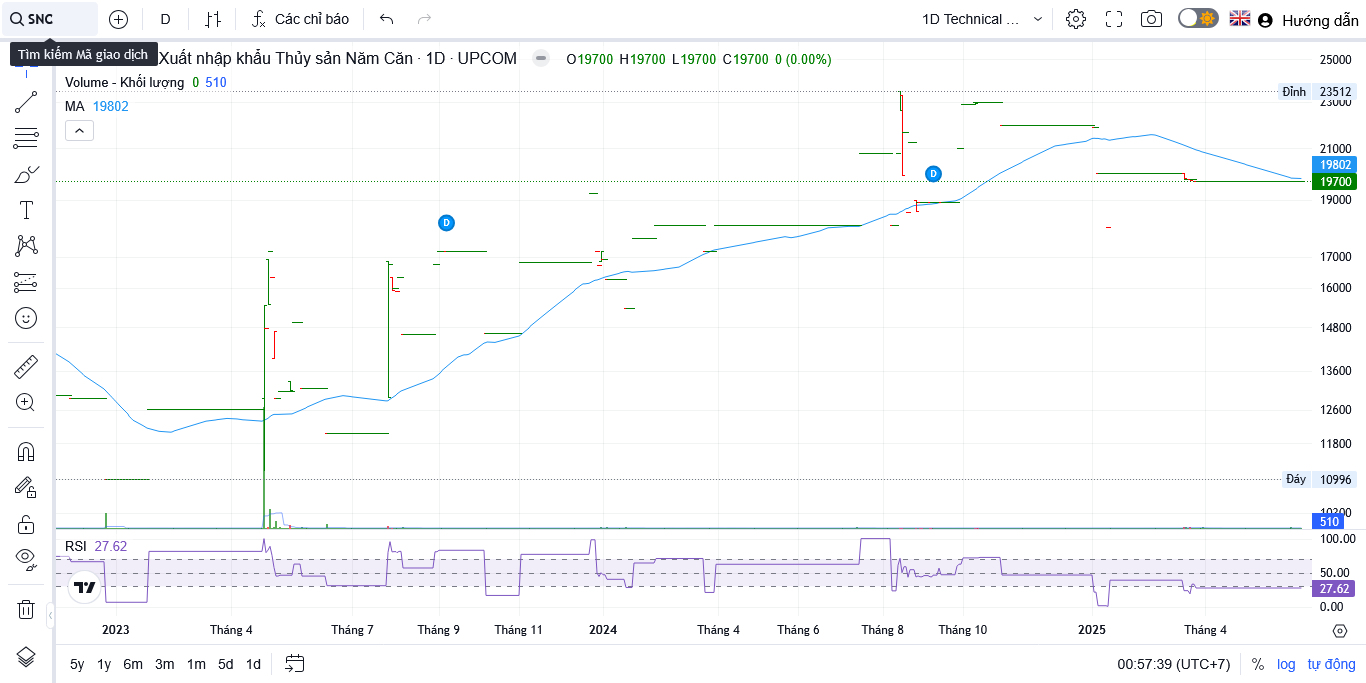 SNC
D
Các chỉ báo
1D Technical ...
Hướng dẫn
Tìm kiếm Mã giao dịch
Xuất nhập khẩu Thủy sản Năm Căn · 1D · UPCOM
O19700 H19700 L19700 C19700 0 (0.00%)
Volume - Khối lượng 0 510
MA 19802
25000
Đỉnh 23512
23000
21000
19802
19700
19000
17000
16000
14800
13600
12600
11800
Đáy 10996
10200
510
D
D
RSI 27.62
100.00
50.00
27.62
0.00
2023 Tháng 4 Tháng 7 Tháng 9 Tháng 11 2024 Tháng 4 Tháng 6 Tháng 8 Tháng 10 2025 Tháng 4
5y 1y 6m 3m 1m 5d 1d
00:57:39 (UTC+7) % log tự động